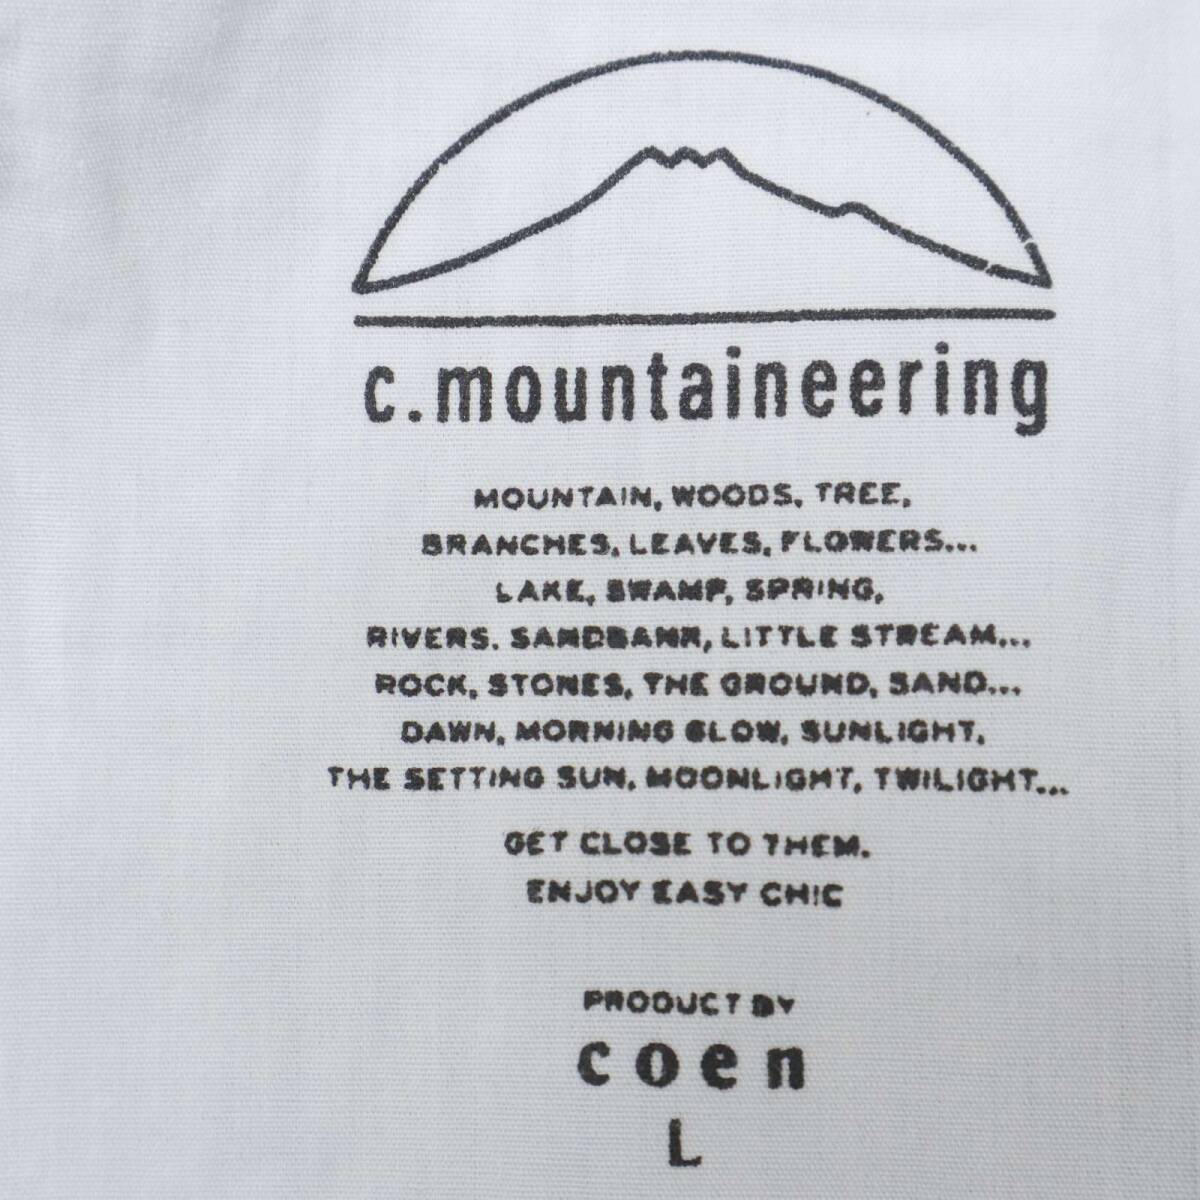 c.mountaineering
MOUNTAIN, WOODS, TREE,
BRANCHES, LEAVES, FLOWERS...
LAKE, SWAMP, SPRING,
RIVERS. SANDBANK, LITTLE STREAM...
ROCK, STONES, THE GROUND, SAND...
DAWN, MORNING GLOW, SUNLIGHT,
THE SETTING SUN, MOONLIGHT, TWILIGHT...
GET CLOSE TO THEM.
ENJOY EASY CHIC
PRODUCT BY
coen
L